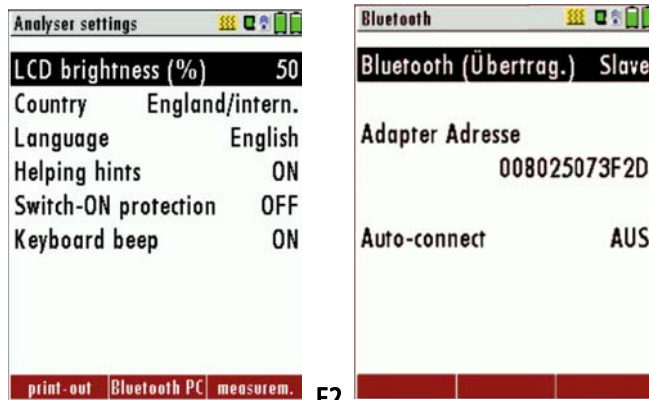 Analyser settings
LCD brightness (%) 50
Country England/intern.
Language English
Helping hints ON
Switch-ON protection OFF
Keyboard beep ON
print-out Bluetooth PC measurem.
F2
Bluetooth
Bluetooth (Übertrag.) Slave
Adapter Adresse
008025073F2D
Auto-connect AUS